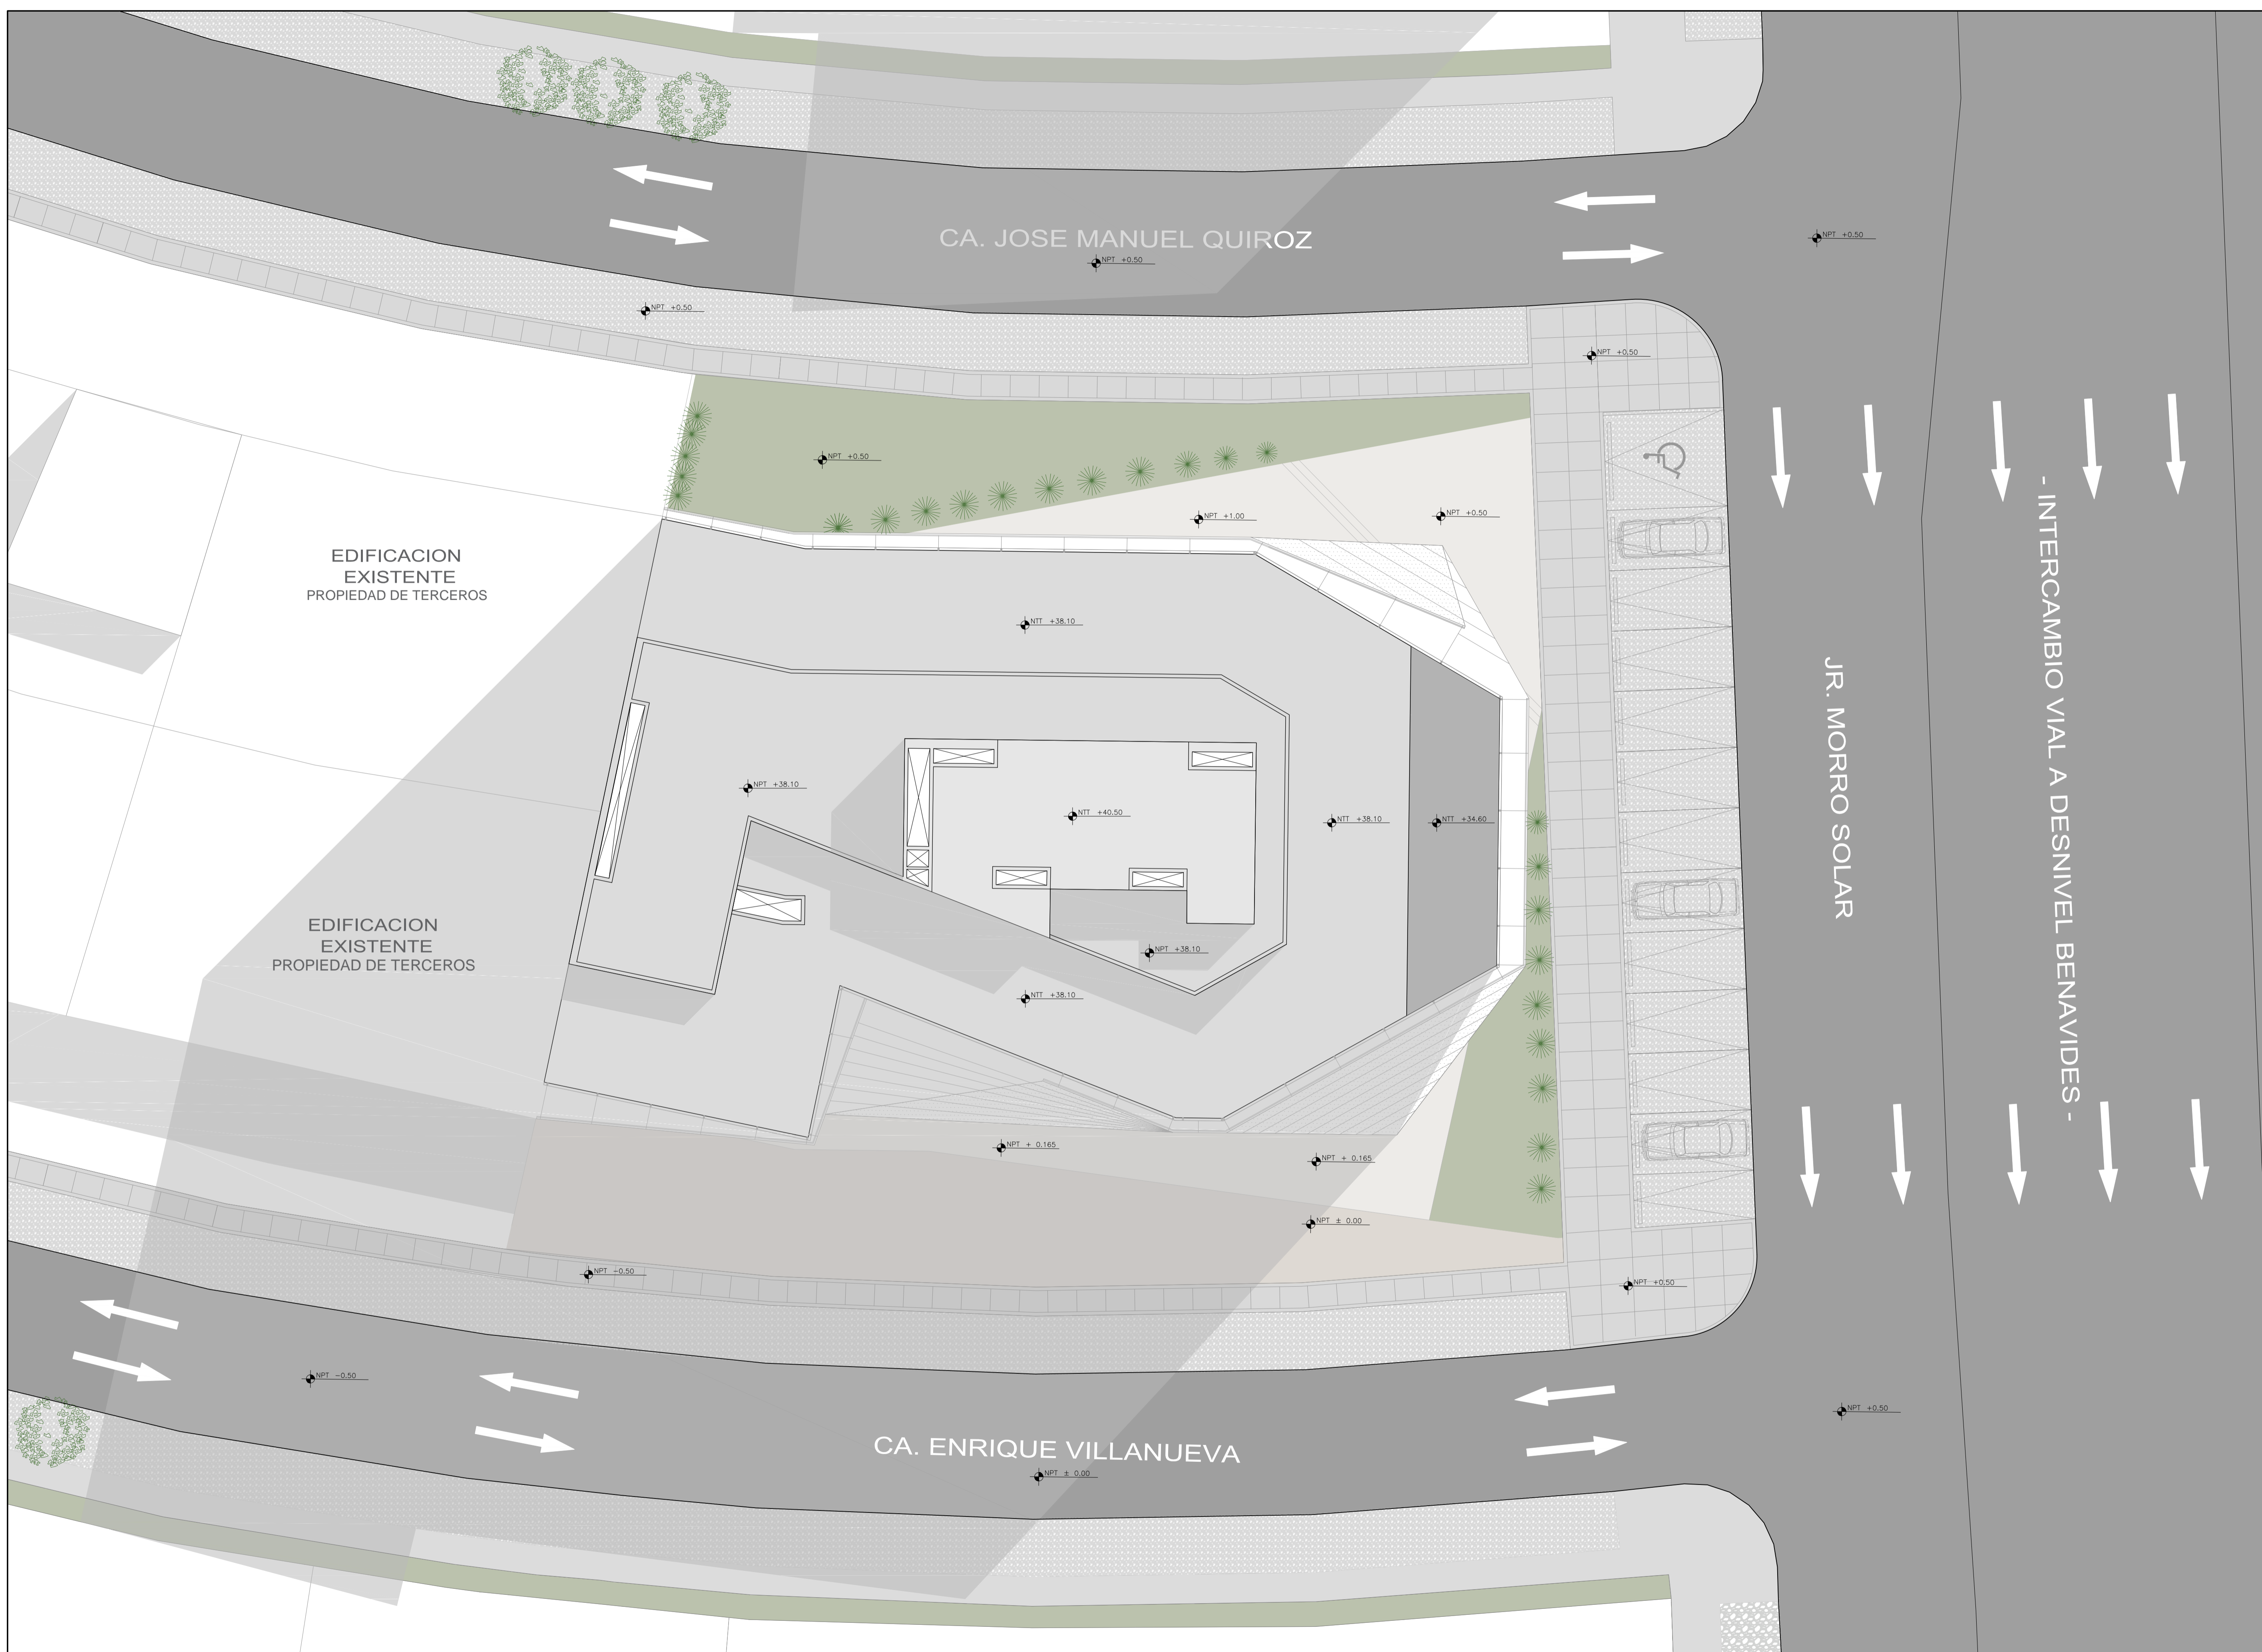 CA. JOSE MANUEL QUIROZ
NPT +0.50
NPT +0.50
NPT +0.50
NPT +0.50
NPT +0.50
NPT +1.00
NPT +0.50
EDIFICACION
EXISTENTE
PROPIEDAD DE TERCEROS
NTT +38.10
NPT +38.10
NTT +40.50
NTT +38.10
NTT +34.60
JR. MORRO SOLAR
- INTERCAMBIO VIAL A DESNIVEL BENAVIDES -
EDIFICACION
EXISTENTE
PROPIEDAD DE TERCEROS
NPT +38.10
NTT +38.10
NPT + 0.165
NPT + 0.165
NPT ± 0.00
NPT -0.50
NPT +0.50
NPT -0.50
NPT +0.50
CA. ENRIQUE VILLANUEVA
NPT ± 0.00